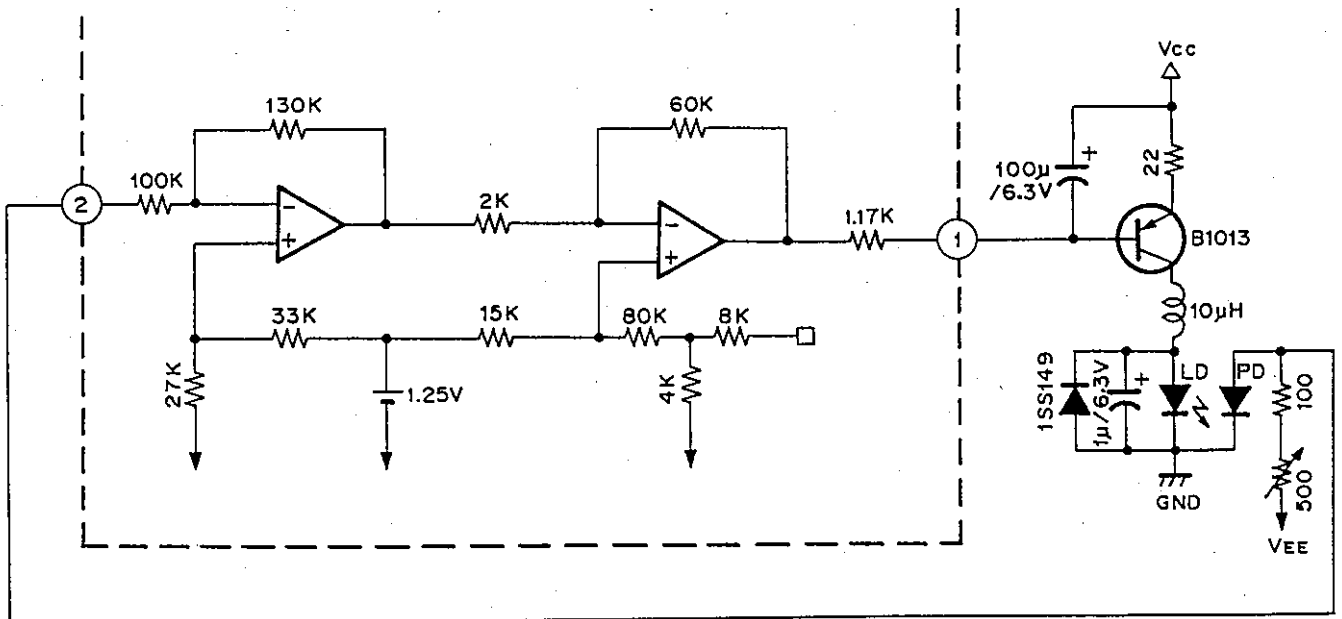 Vcc
130K
60K
100K
2
2K
1.17K
1
100µ
/6.3V
22
B1013
10µH
33K
15K
80K
8K
27K
1.25V
4K
1SS149
1µ/6.3V
LD
PD
100
500
GND
VEE
- 
+
-
+
+
+